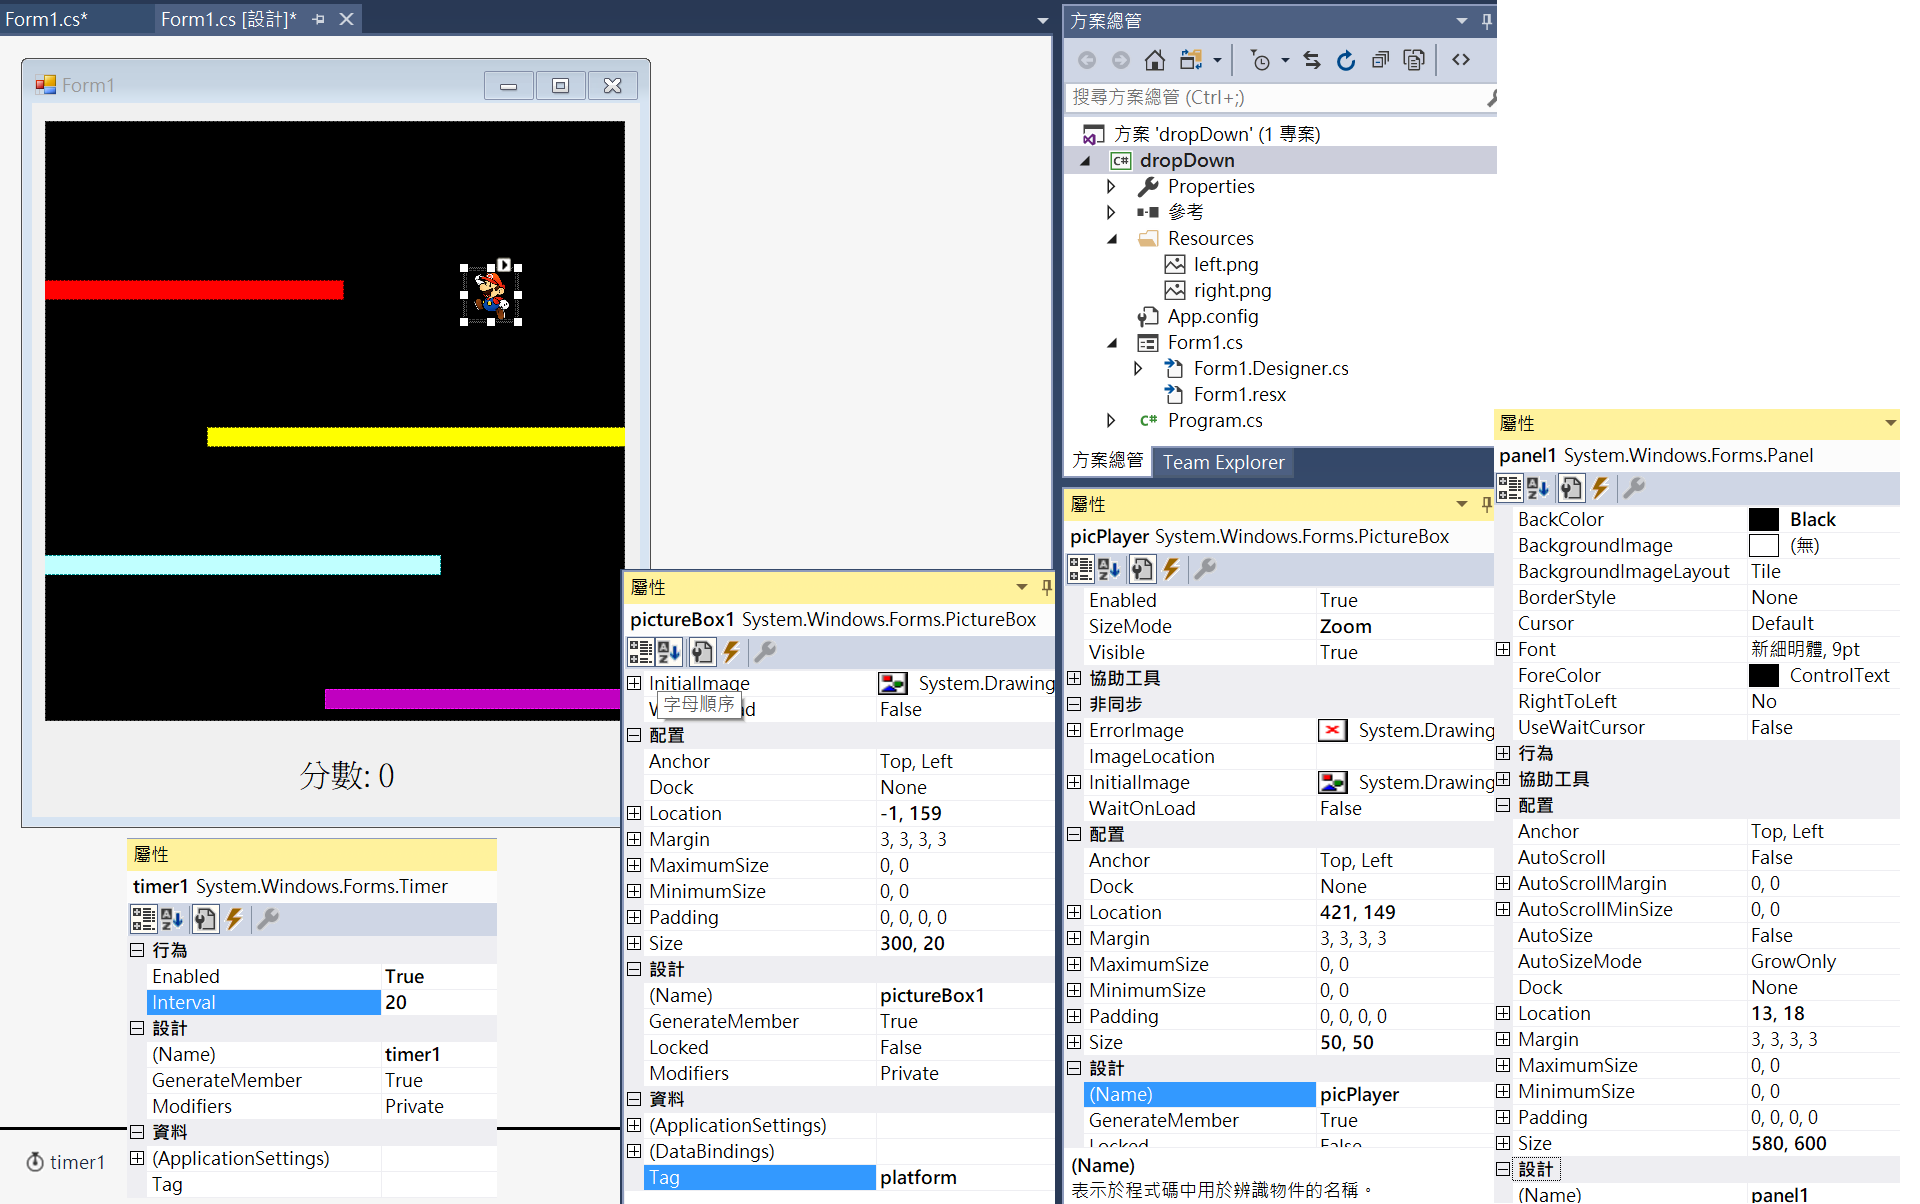 Form1.cs*
Form1.cs [設計]*
Form1
分數: 0
timer1
屬性
timer1 System.Windows.Forms.Timer
行為
Enabled True
Interval 20
設計
(Name) timer1
GenerateMember True
Modifiers Private
資料
(ApplicationSettings)
Tag
屬性
pictureBox1 System.Windows.Forms.PictureBox
InitialImage System.Drawing
字母順序
False
配置
Anchor Top, Left
Dock None
Location -1, 159
Margin 3, 3, 3, 3
MaximumSize 0, 0
MinimumSize 0, 0
Padding 0, 0, 0, 0
Size 300, 20
設計
(Name) pictureBox1
GenerateMember True
Locked False
Modifiers Private
資料
(ApplicationSettings)
(DataBindings)
Tag platform
方案總管
搜尋方案總管 (Ctrl+;)
方案 'dropDown' (1 專案)
C# dropDown
Properties
參考
Resources
left.png
right.png
App.config
Form1.cs
Form1.Designer.cs
Form1.resx
C# Program.cs
方案總管 Team Explorer
屬性
picPlayer System.Windows.Forms.PictureBox
Enabled True
SizeMode Zoom
Visible True
協助工具
非同步
ErrorImage System.Drawing
ImageLocation
InitialImage System.Drawing
WaitOnLoad False
配置
Anchor Top, Left
Dock None
Location 421, 149
Margin 3, 3, 3, 3
MaximumSize 0, 0
MinimumSize 0, 0
Padding 0, 0, 0, 0
Size 50, 50
設計
(Name) picPlayer
GenerateMember True
Locked False
(Name)
表示於程式碼中用於辨識物件的名稱。
屬性
panel1 System.Windows.Forms.Panel
BackColor Black
BackgroundImage (無)
BackgroundImageLayout Tile
BorderStyle None
Cursor Default
Font 新細明體, 9pt
ForeColor ControlText
RightToLeft No
UseWaitCursor False
行為
協助工具
配置
Anchor Top, Left
AutoScroll False
AutoScrollMargin 0, 0
AutoScrollMinSize 0, 0
AutoSize False
AutoSizeMode GrowOnly
Dock None
Location 13, 18
Margin 3, 3, 3, 3
MaximumSize 0, 0
MinimumSize 0, 0
Padding 0, 0, 0, 0
Size 580, 600
設計
(Name) panel1